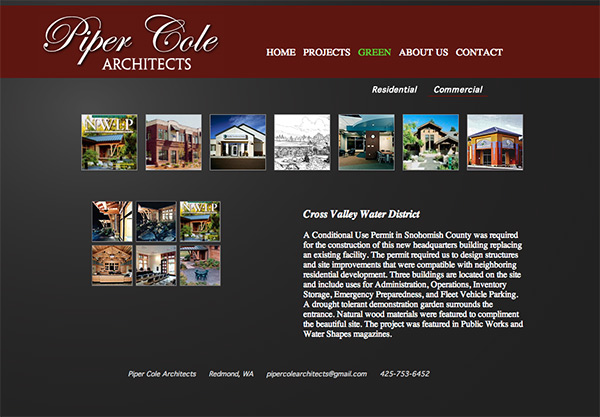 Piper Cole
ARCHITECTS
HOME PROJECTS GREEN ABOUT US CONTACT
Residential Commercial
NWLP
NWLP
Cross Valley Water District
A Conditional Use Permit in Snohomish County was required
for the construction of this new headquarters building replacing
an existing facility. The permit required us to design structures
and site improvements that were compatible with neighboring
residential development. Three buildings are located on the site
and include uses for Administration, Operations, Inventory
Storage, Emergency Preparedness, and Fleet Vehicle Parking.
A drought tolerant demonstration garden surrounds the
entrance. Natural wood materials were featured to compliment
the beautiful site. The project was featured in Public Works and
Water Shapes magazines.
Piper Cole Architects Redmond, WA pipercolearchitects@gmail.com 425-753-6452